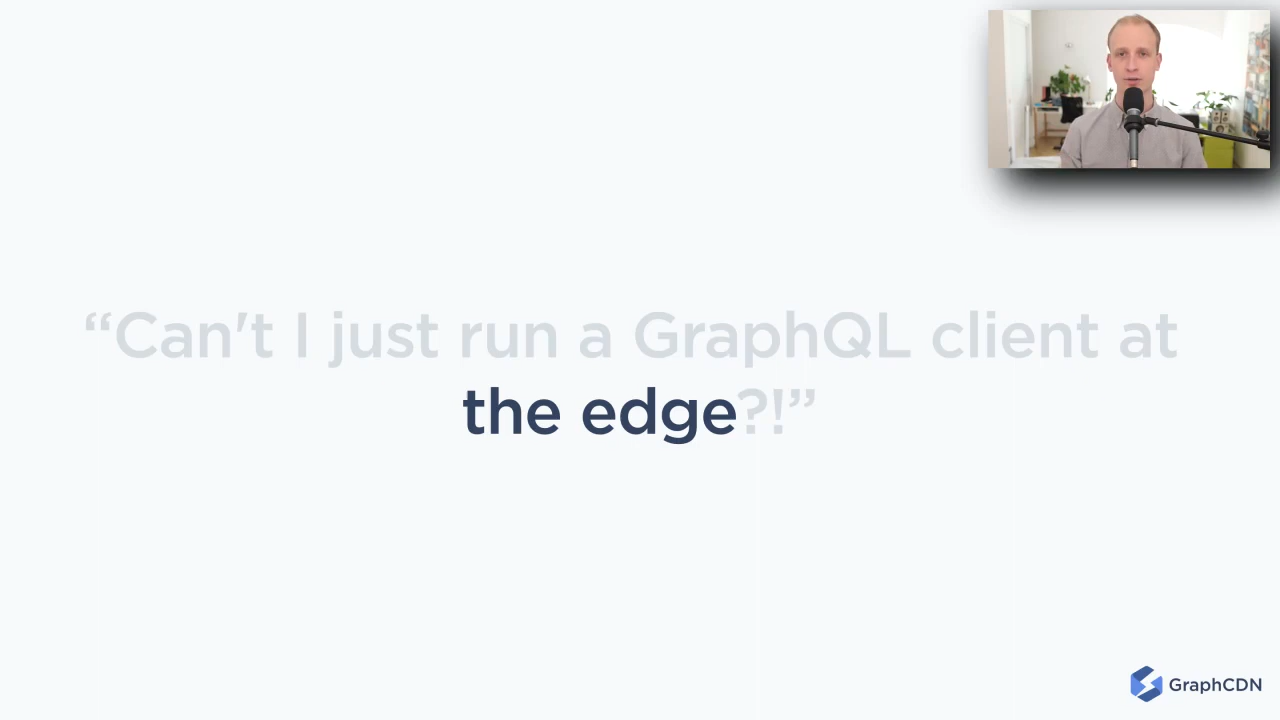 “Can't I just run a GraphQL client at
the edge?!”
GraphCDN